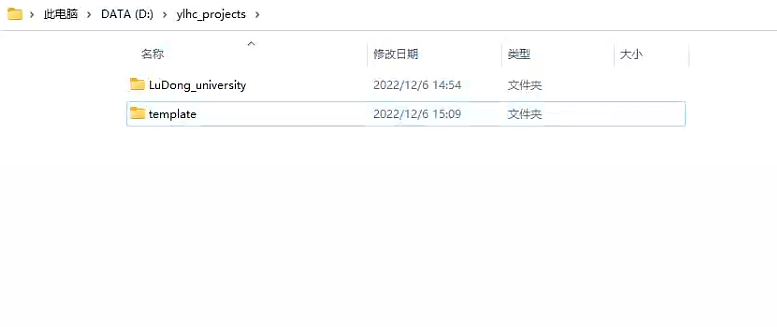 此电脑 > DATA (D:) > ylhc_projects >
名称 修改日期 类型 大小
LuDong_university 2022/12/6 14:54 文件夹
template 2022/12/6 15:09 文件夹